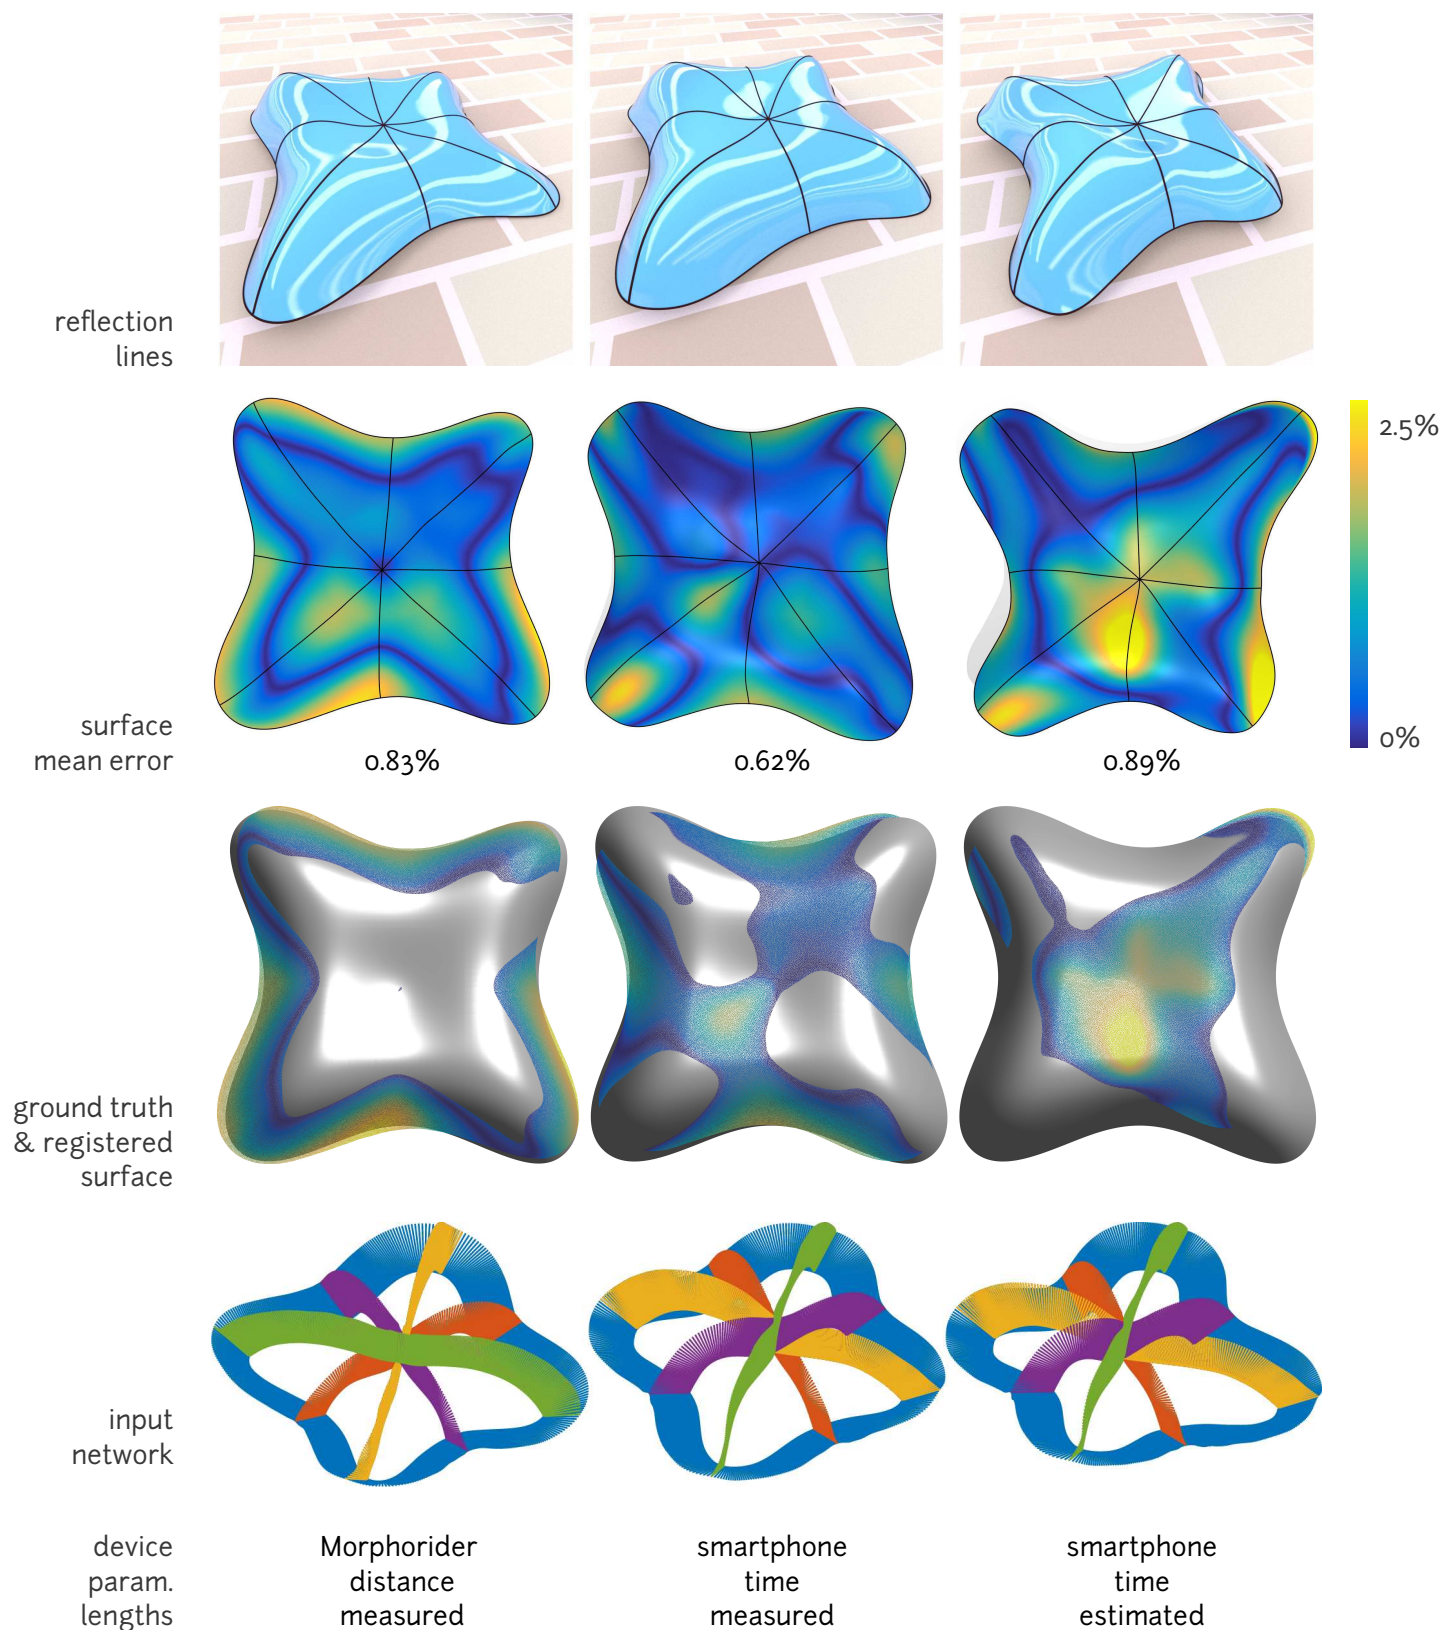 reflection
lines
2.5%
0%
surface
mean error
0.83%
0.62%
0.89%
ground truth
& registered
surface
input
network
device
param.
lengths
Morphorider
distance
measured
smartphone
time
measured
smartphone
time
estimated